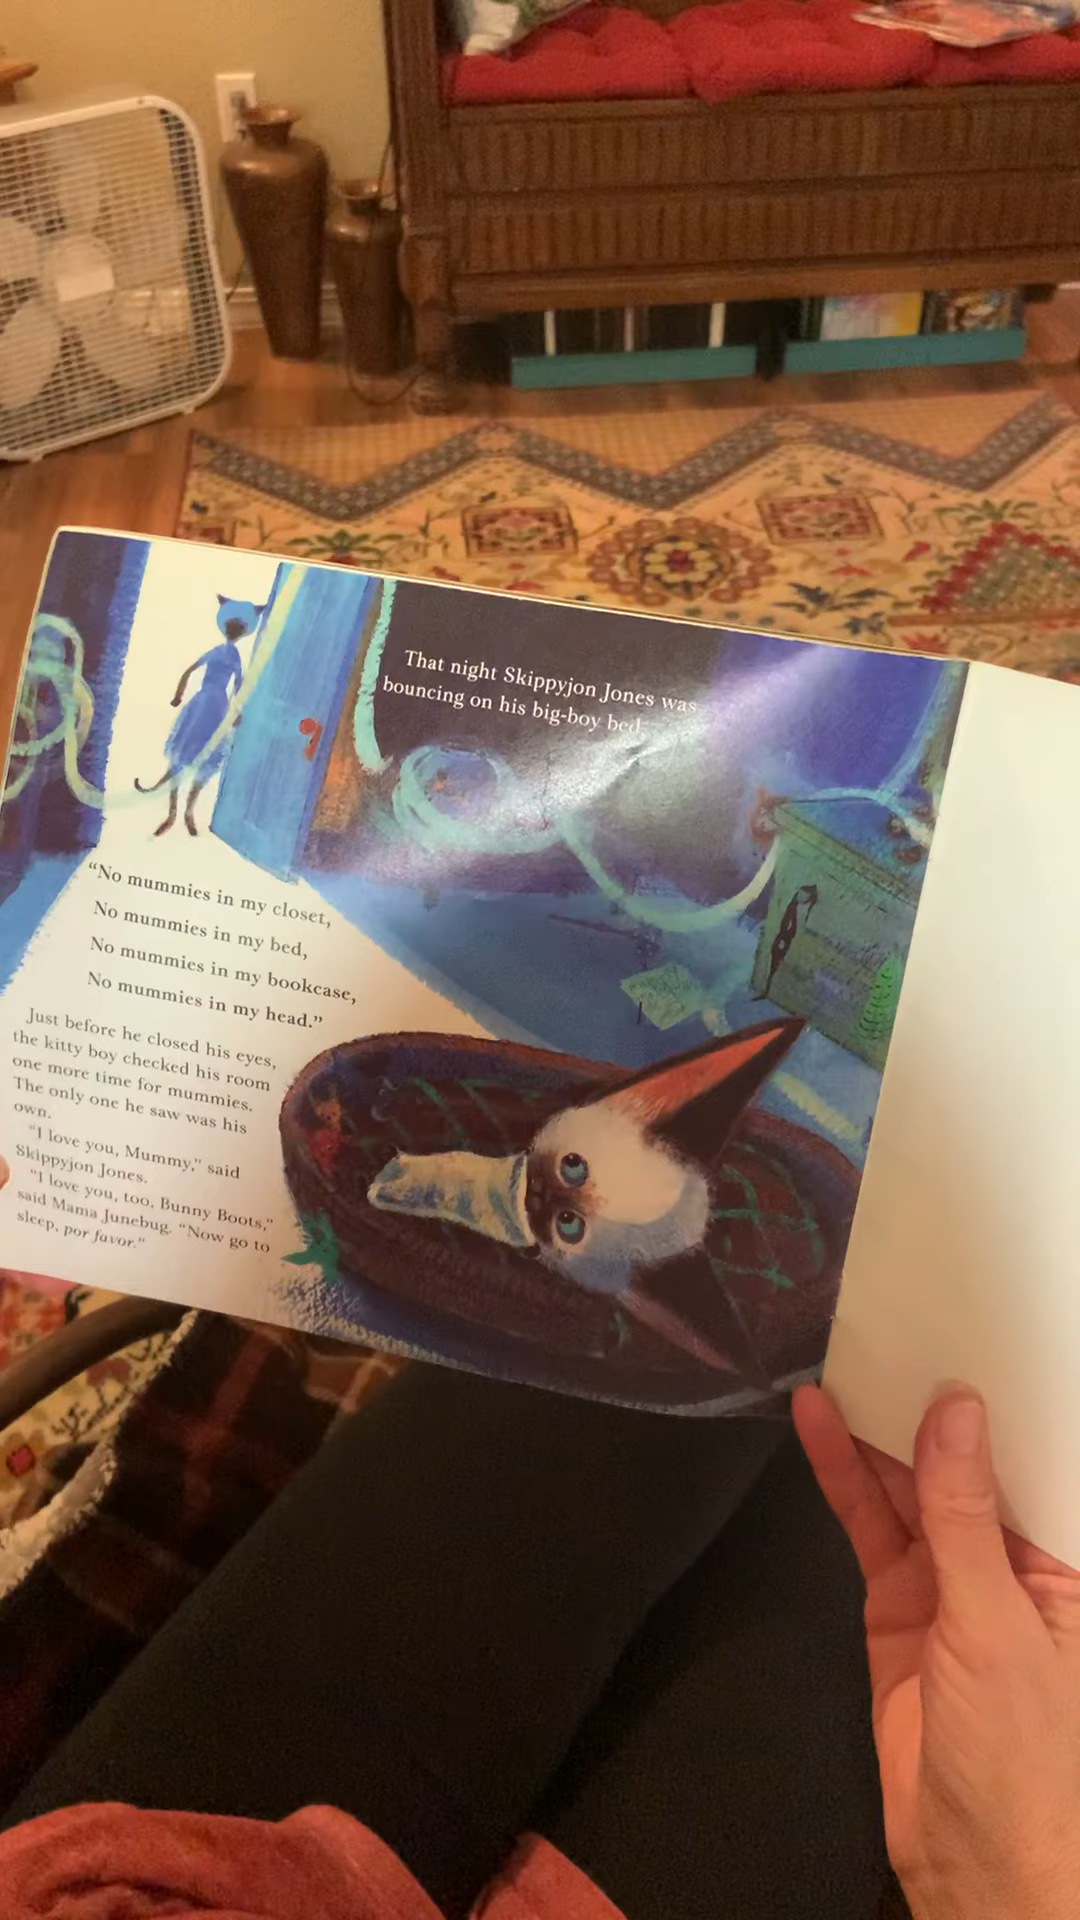 That night Skippyjon Jones was
bouncing on his big-boy bed.
“No mummies in my closet,
No mummies in my bed,
No mummies in my bookcase,
No mummies in my head.”
Just before he closed his eyes,
the kitty boy checked his room
one more time for mummies.
The only one he saw was his
own.
“I love you, Mummy,” said
Skippyjon Jones.
“I love you, too, Bunny Boots,”
said Mama Junebug. “Now go to
sleep, por favor.”